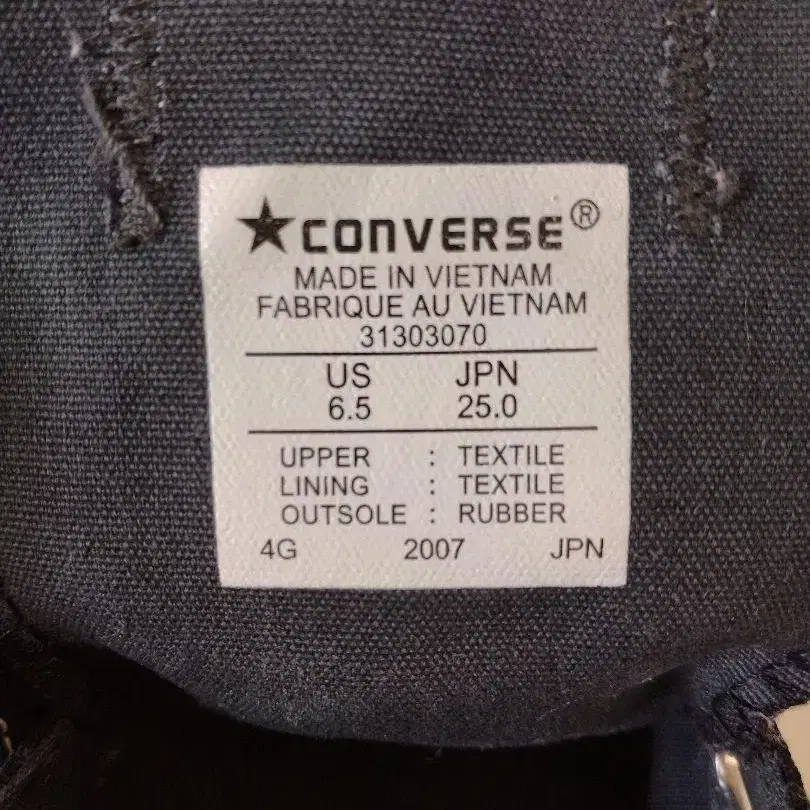 ★CONVERSE®
MADE IN VIETNAM
FABRIQUE AU VIETNAM
31303070
US JPN
6.5 25.0
UPPER : TEXTILE
LINING : TEXTILE
OUTSOLE : RUBBER
4G 2007 JPN